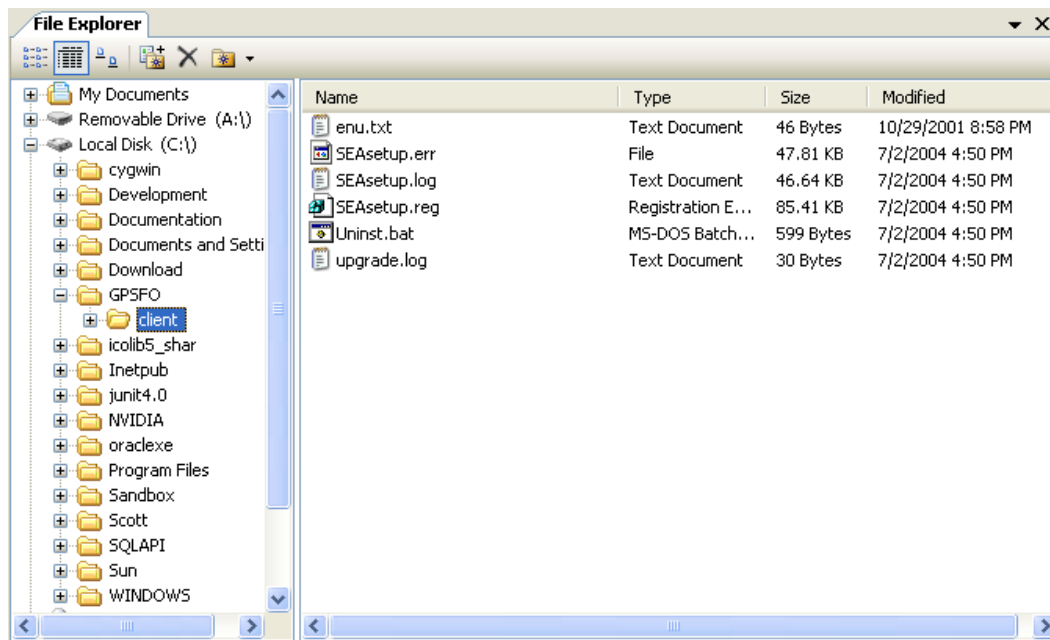 File Explorer
My Documents
Removable Drive (A:\)
Local Disk (C:\)
cygwin
Development
Documentation
Documents and Setti
Download
GPSFO
client
icolib5_shar
Inetpub
junit4.0
NVIDIA
oraclexe
Program Files
Sandbox
Scott
SQLAPI
Sun
WINDOWS
Name Type Size Modified
enu.txt Text Document 46 Bytes 10/29/2001 8:58 PM
SEAsetup.err File 47.81 KB 7/2/2004 4:50 PM
SEAsetup.log Text Document 46.64 KB 7/2/2004 4:50 PM
SEAsetup.reg Registration E... 85.41 KB 7/2/2004 4:50 PM
Uninst.bat MS-DOS Batch... 599 Bytes 7/2/2004 4:50 PM
upgrade.log Text Document 30 Bytes 7/2/2004 4:50 PM